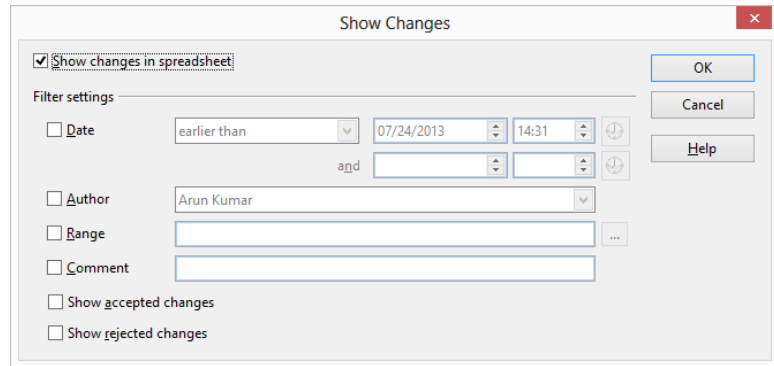 Show Changes
Show changes in spreadsheet
OK
Filter settings
Cancel
Date earlier than 07/24/2013 14:31
Help
and
Author Arun Kumar
Range ...
Comment
Show accepted changes
Show rejected changes